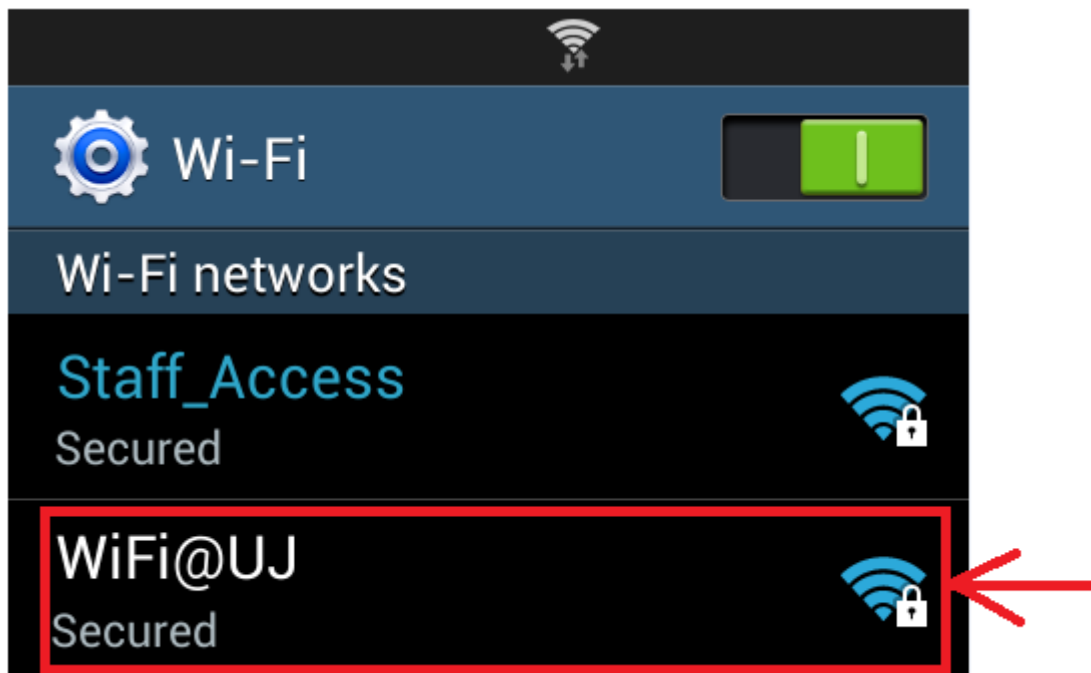 Wi-Fi
Wi-Fi networks
Staff_Access
Secured
WiFi@UJ
Secured